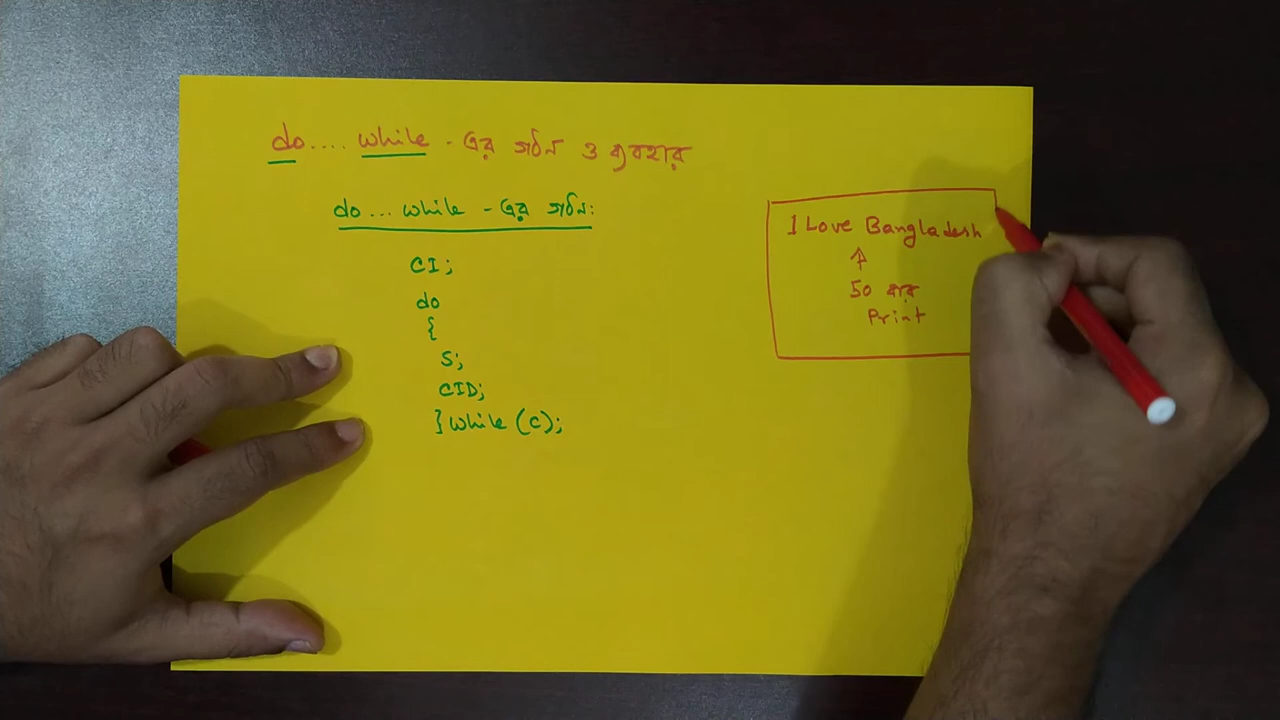 do.... while - এর গঠন ও ব্যবহার
do... while - এর গঠন:
CI;
do
{
S;
CID;
} while (c);
I Love Bangladesh
↑
50 বার
Print